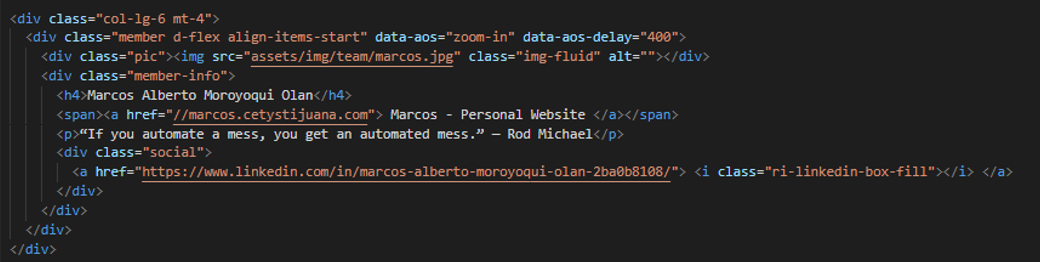 <div class="col-lg-6 mt-4">
<div class="member d-flex align-items-start" data-aos="zoom-in" data-aos-delay="400">
<div class="pic"><img src="assets/img/team/marcos.jpg" class="img-fluid" alt=""></div>
<div class="member-info">
<h4>Marcos Alberto Moroyoqui Olan</h4>
<span><a href="//marcos.cetystijuana.com"> Marcos - Personal Website </a></span>
<p>“If you automate a mess, you get an automated mess.” — Rod Michael</p>
<div class="social">
<a href="https://www.linkedin.com/in/marcos-alberto-moroyoqui-olan-2ba0b8108/"> <i class="ri-linkedin-box-fill"></i> </a>
</div>
</div>
</div>
</div>